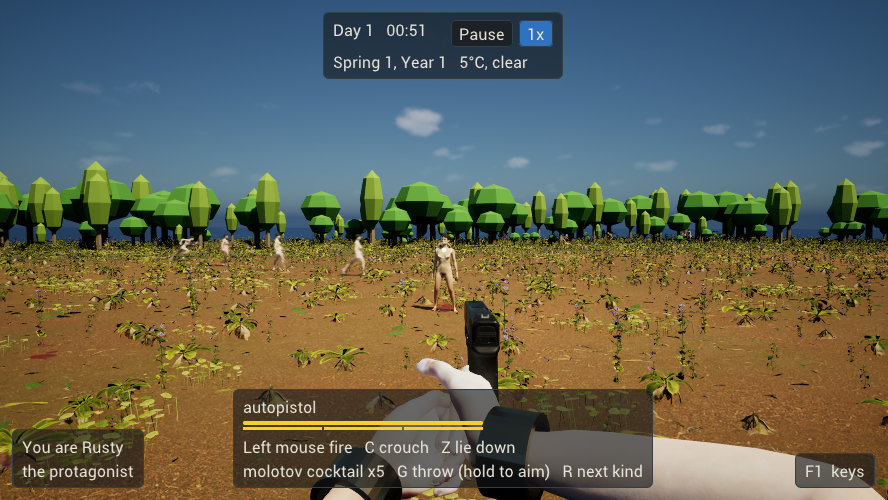 Day 1 00:51 Pause 1x
Spring 1, Year 1 5°C, clear
autopistol
Left mouse fire C crouch Z lie down
molotov cocktail x5 G throw (hold to aim) R next kind
You are Rusty
the protagonist
F1 keys